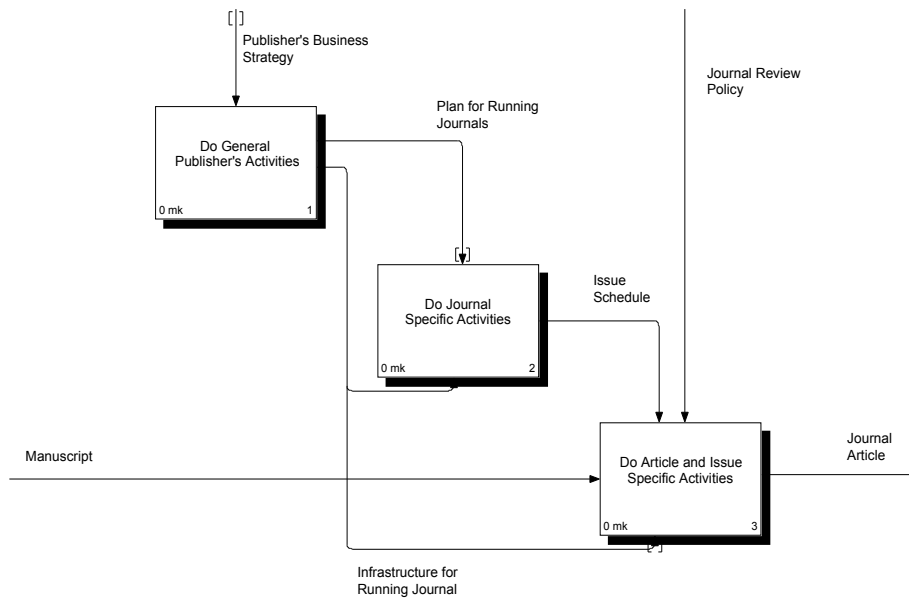 Publisher's Business
Strategy
Journal Review
Policy
Plan for Running
Journals
Do General
Publisher's Activities
0 mk
1
Issue
Schedule
Do Journal
Specific Activities
0 mk
2
Manuscript
Journal
Article
Do Article and Issue
Specific Activities
0 mk
3
Infrastructure for
Running Journal